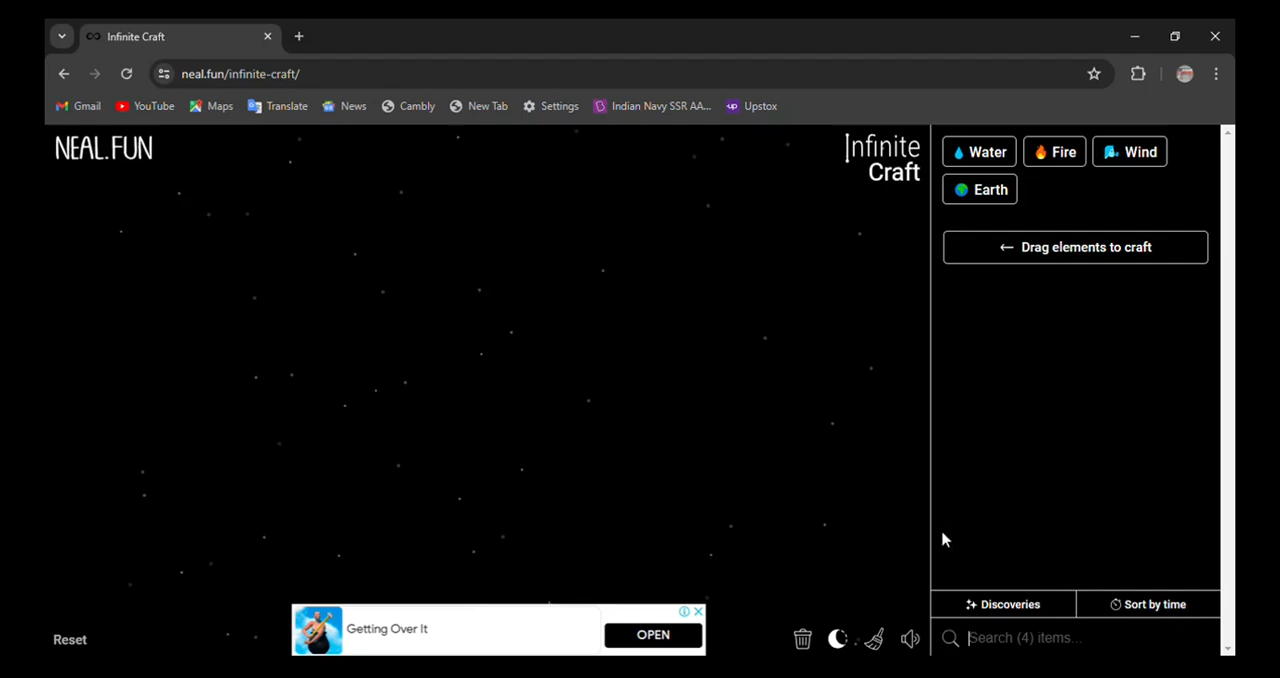 Infinite Craft
neal.fun/infinite-craft/
Gmail YouTube Maps Translate News Cambly New Tab Settings Indian Navy SSR AA... Upstox
NEAL.FUN
Infinite
Craft
Water Fire Wind
Earth
← Drag elements to craft
Getting Over It
OPEN
Discoveries Sort by time
Reset
Search (4) items...